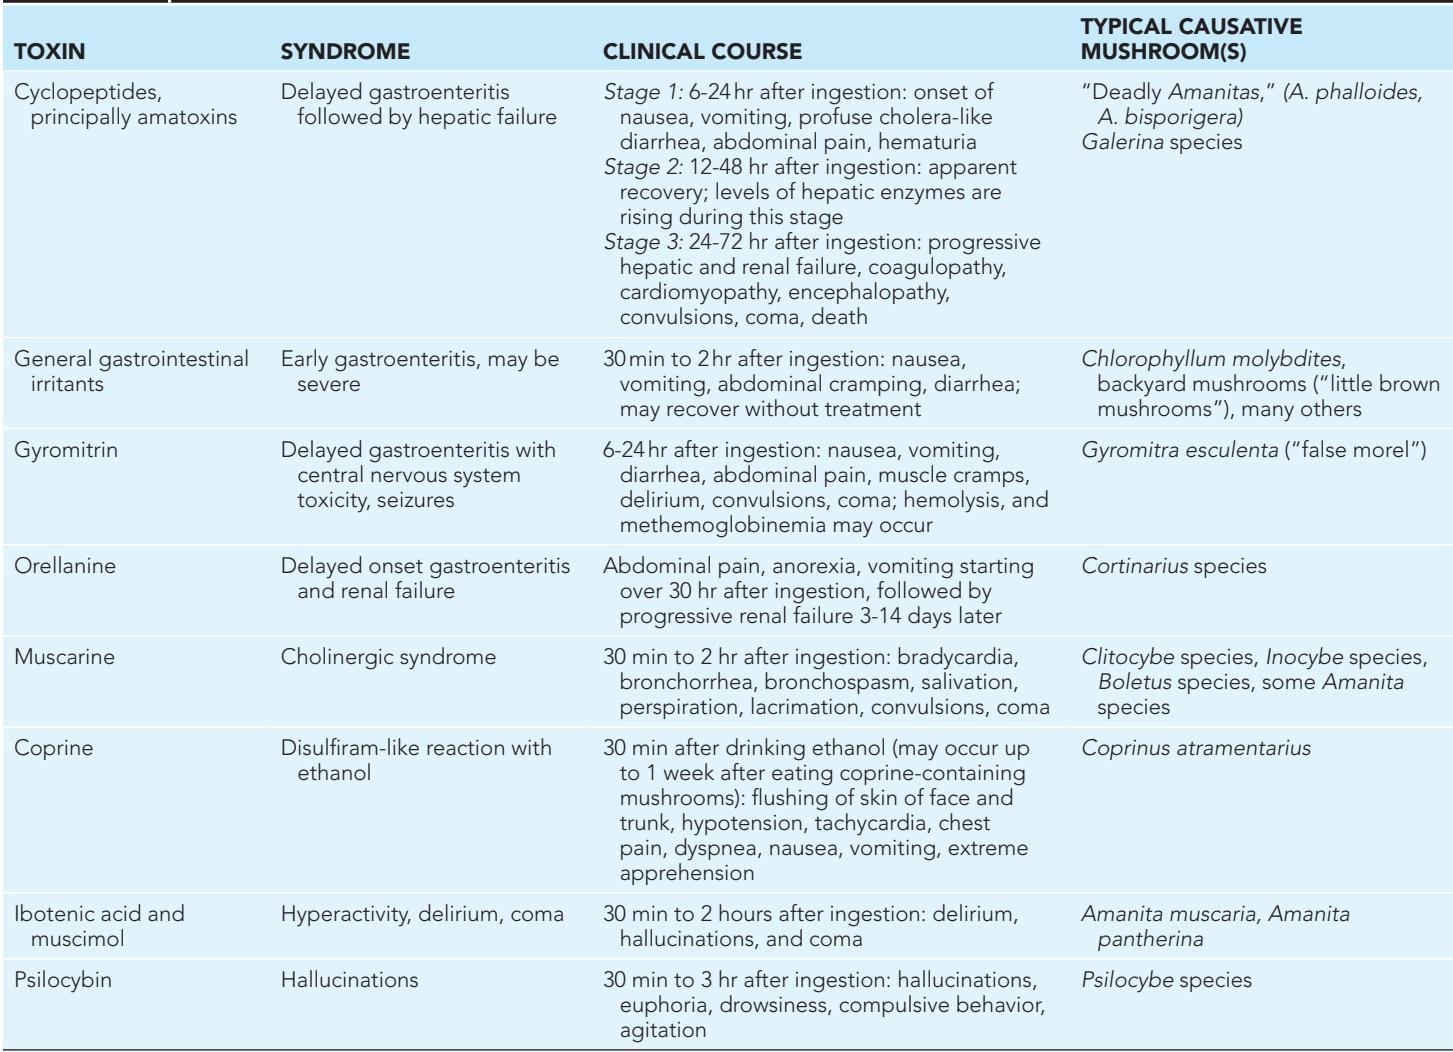 TOXIN
SYNDROME
CLINICAL COURSE
TYPICAL CAUSATIVE
MUSHROOM(S)
Cyclopeptides,
principally amatoxins
Delayed gastroenteritis
followed by hepatic failure
Stage 1: 6-24 hr after ingestion: onset of
nausea, vomiting, profuse cholera-like
diarrhea, abdominal pain, hematuria
Stage 2: 12-48 hr after ingestion: apparent
recovery; levels of hepatic enzymes are
rising during this stage
Stage 3: 24-72 hr after ingestion: progressive
hepatic and renal failure, coagulopathy,
cardiomyopathy, encephalopathy,
convulsions, coma, death
“Deadly Amanitas,” (A. phalloides,
A. bisporigera)
Galerina species
General gastrointestinal
irritants
Early gastroenteritis, may be
severe
30 min to 2 hr after ingestion: nausea,
vomiting, abdominal cramping, diarrhea;
may recover without treatment
Chlorophyllum molybdites,
backyard mushrooms (“little brown
mushrooms”), many others
Gyromitrin
Delayed gastroenteritis with
central nervous system
toxicity, seizures
6-24 hr after ingestion: nausea, vomiting,
diarrhea, abdominal pain, muscle cramps,
delirium, convulsions, coma; hemolysis, and
methemoglobinemia may occur
Gyromitra esculenta (“false morel”)
Orellanine
Delayed onset gastroenteritis
and renal failure
Abdominal pain, anorexia, vomiting starting
over 30 hr after ingestion, followed by
progressive renal failure 3-14 days later
Cortinarius species
Muscarine
Cholinergic syndrome
30 min to 2 hr after ingestion: bradycardia,
bronchorrhea, bronchospasm, salivation,
perspiration, lacrimation, convulsions, coma
Clitocybe species, Inocybe species,
Boletus species, some Amanita
species
Coprine
Disulfiram-like reaction with
ethanol
30 min after drinking ethanol (may occur up
to 1 week after eating coprine-containing
mushrooms): flushing of skin of face and
trunk, hypotension, tachycardia, chest
pain, dyspnea, nausea, vomiting, extreme
apprehension
Coprinus atramentarius
Ibotenic acid and
muscimol
Hyperactivity, delirium, coma
30 min to 2 hours after ingestion: delirium,
hallucinations, and coma
Amanita muscaria, Amanita
pantherina
Psilocybin
Hallucinations
30 min to 3 hr after ingestion: hallucinations,
euphoria, drowsiness, compulsive behavior,
agitation
Psilocybe species